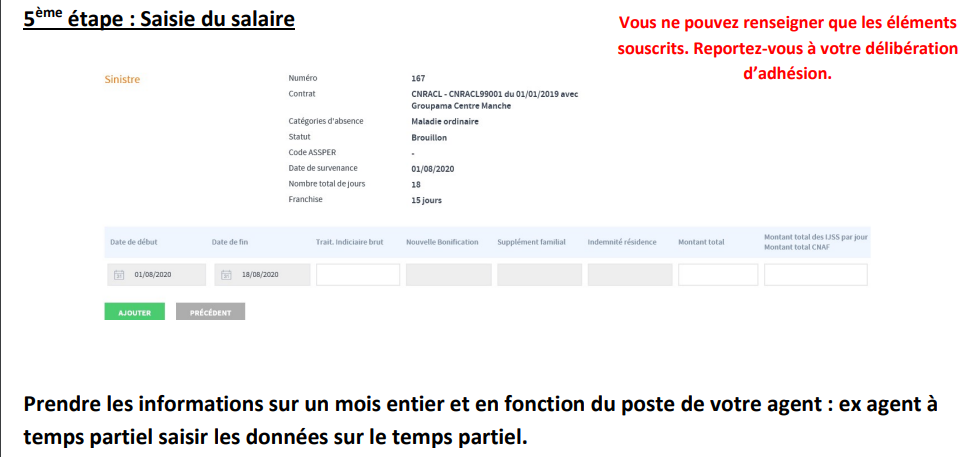 5ème étape : Saisie du salaire
Vous ne pouvez renseigner que les éléments
souscrits. Reportez-vous à votre délibération
d’adhésion.
Sinistre
Numéro 167
Contrat CNRACL - CNRACL99001 du 01/01/2019 avec
Groupama Centre Manche
Catégories d'absence Maladie ordinaire
Statut Brouillon
Code ASSPER -
Date de survenance 01/08/2020
Nombre total de jours 18
Franchise 15 jours
Date de début Date de fin Trait. Indiciaire brut Nouvelle Bonification Supplément familial Indemnité résidence Montant total Montant total des IJSS par jour
Montant total CNAF
31 01/08/2020 31 18/08/2020
AJOUTER PRÉCÉDENT
Prendre les informations sur un mois entier et en fonction du poste de votre agent : ex agent à
temps partiel saisir les données sur le temps partiel.